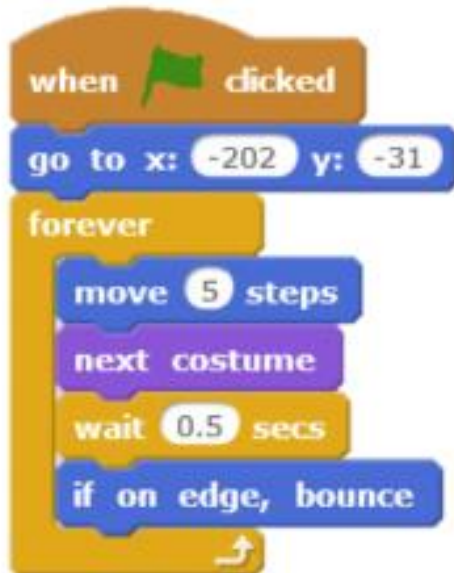 when clicked
go to x: -202 y: -31
forever
move 5 steps
next costume
wait 0.5 secs
if on edge, bounce